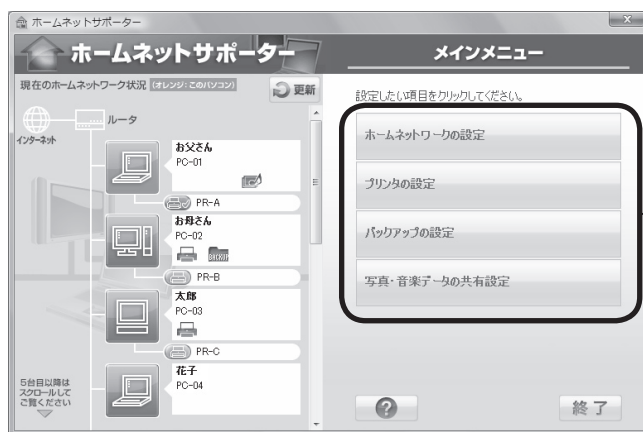 ホームネットサポーター
ホームネットサポーター
メインメニュー
現在のホームネットワーク状況 (オレンジ:このパソコン)
更新
インターネット
ルータ
お父さん
PC-01
PR-A
お母さん
PC-02
BACKUP
PR-B
太郎
PC-03
PR-C
花子
PC-04
5台目以降は
スクロールして
ご覧ください
設定したい項目をクリックしてください。
ホームネットワークの設定
プリンタの設定
バックアップの設定
写真・音楽データの共有設定
?
終了